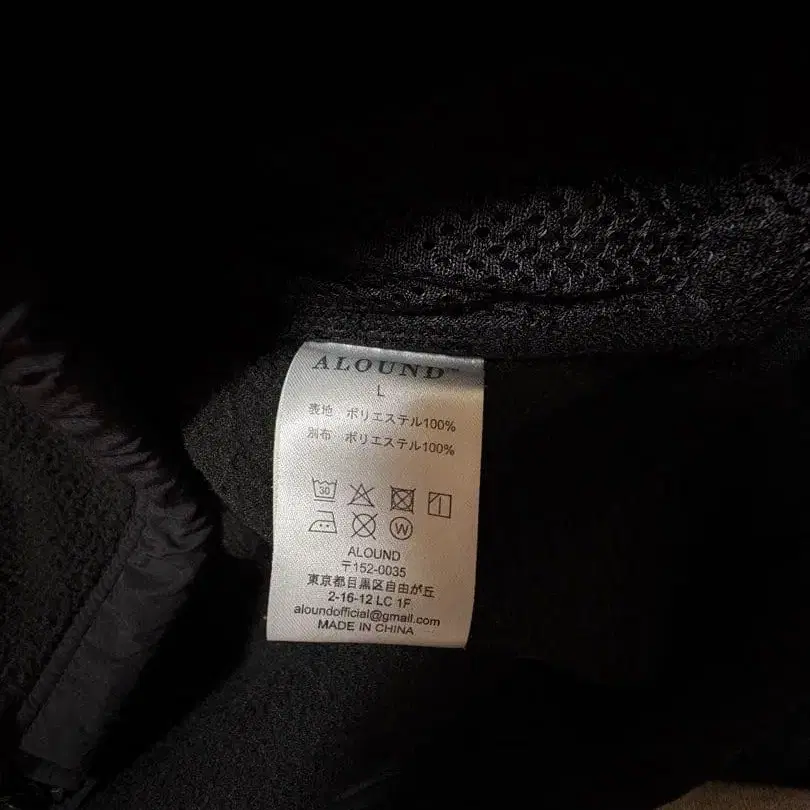 ALOUND™
L
表地 ポリエステル100%
別布 ポリエステル100%
30
W
ALOUND
〒152-0035
東京都目黒区自由が丘
2-16-12 LC 1F
aloundofficial@gmail.com
MADE IN CHINA